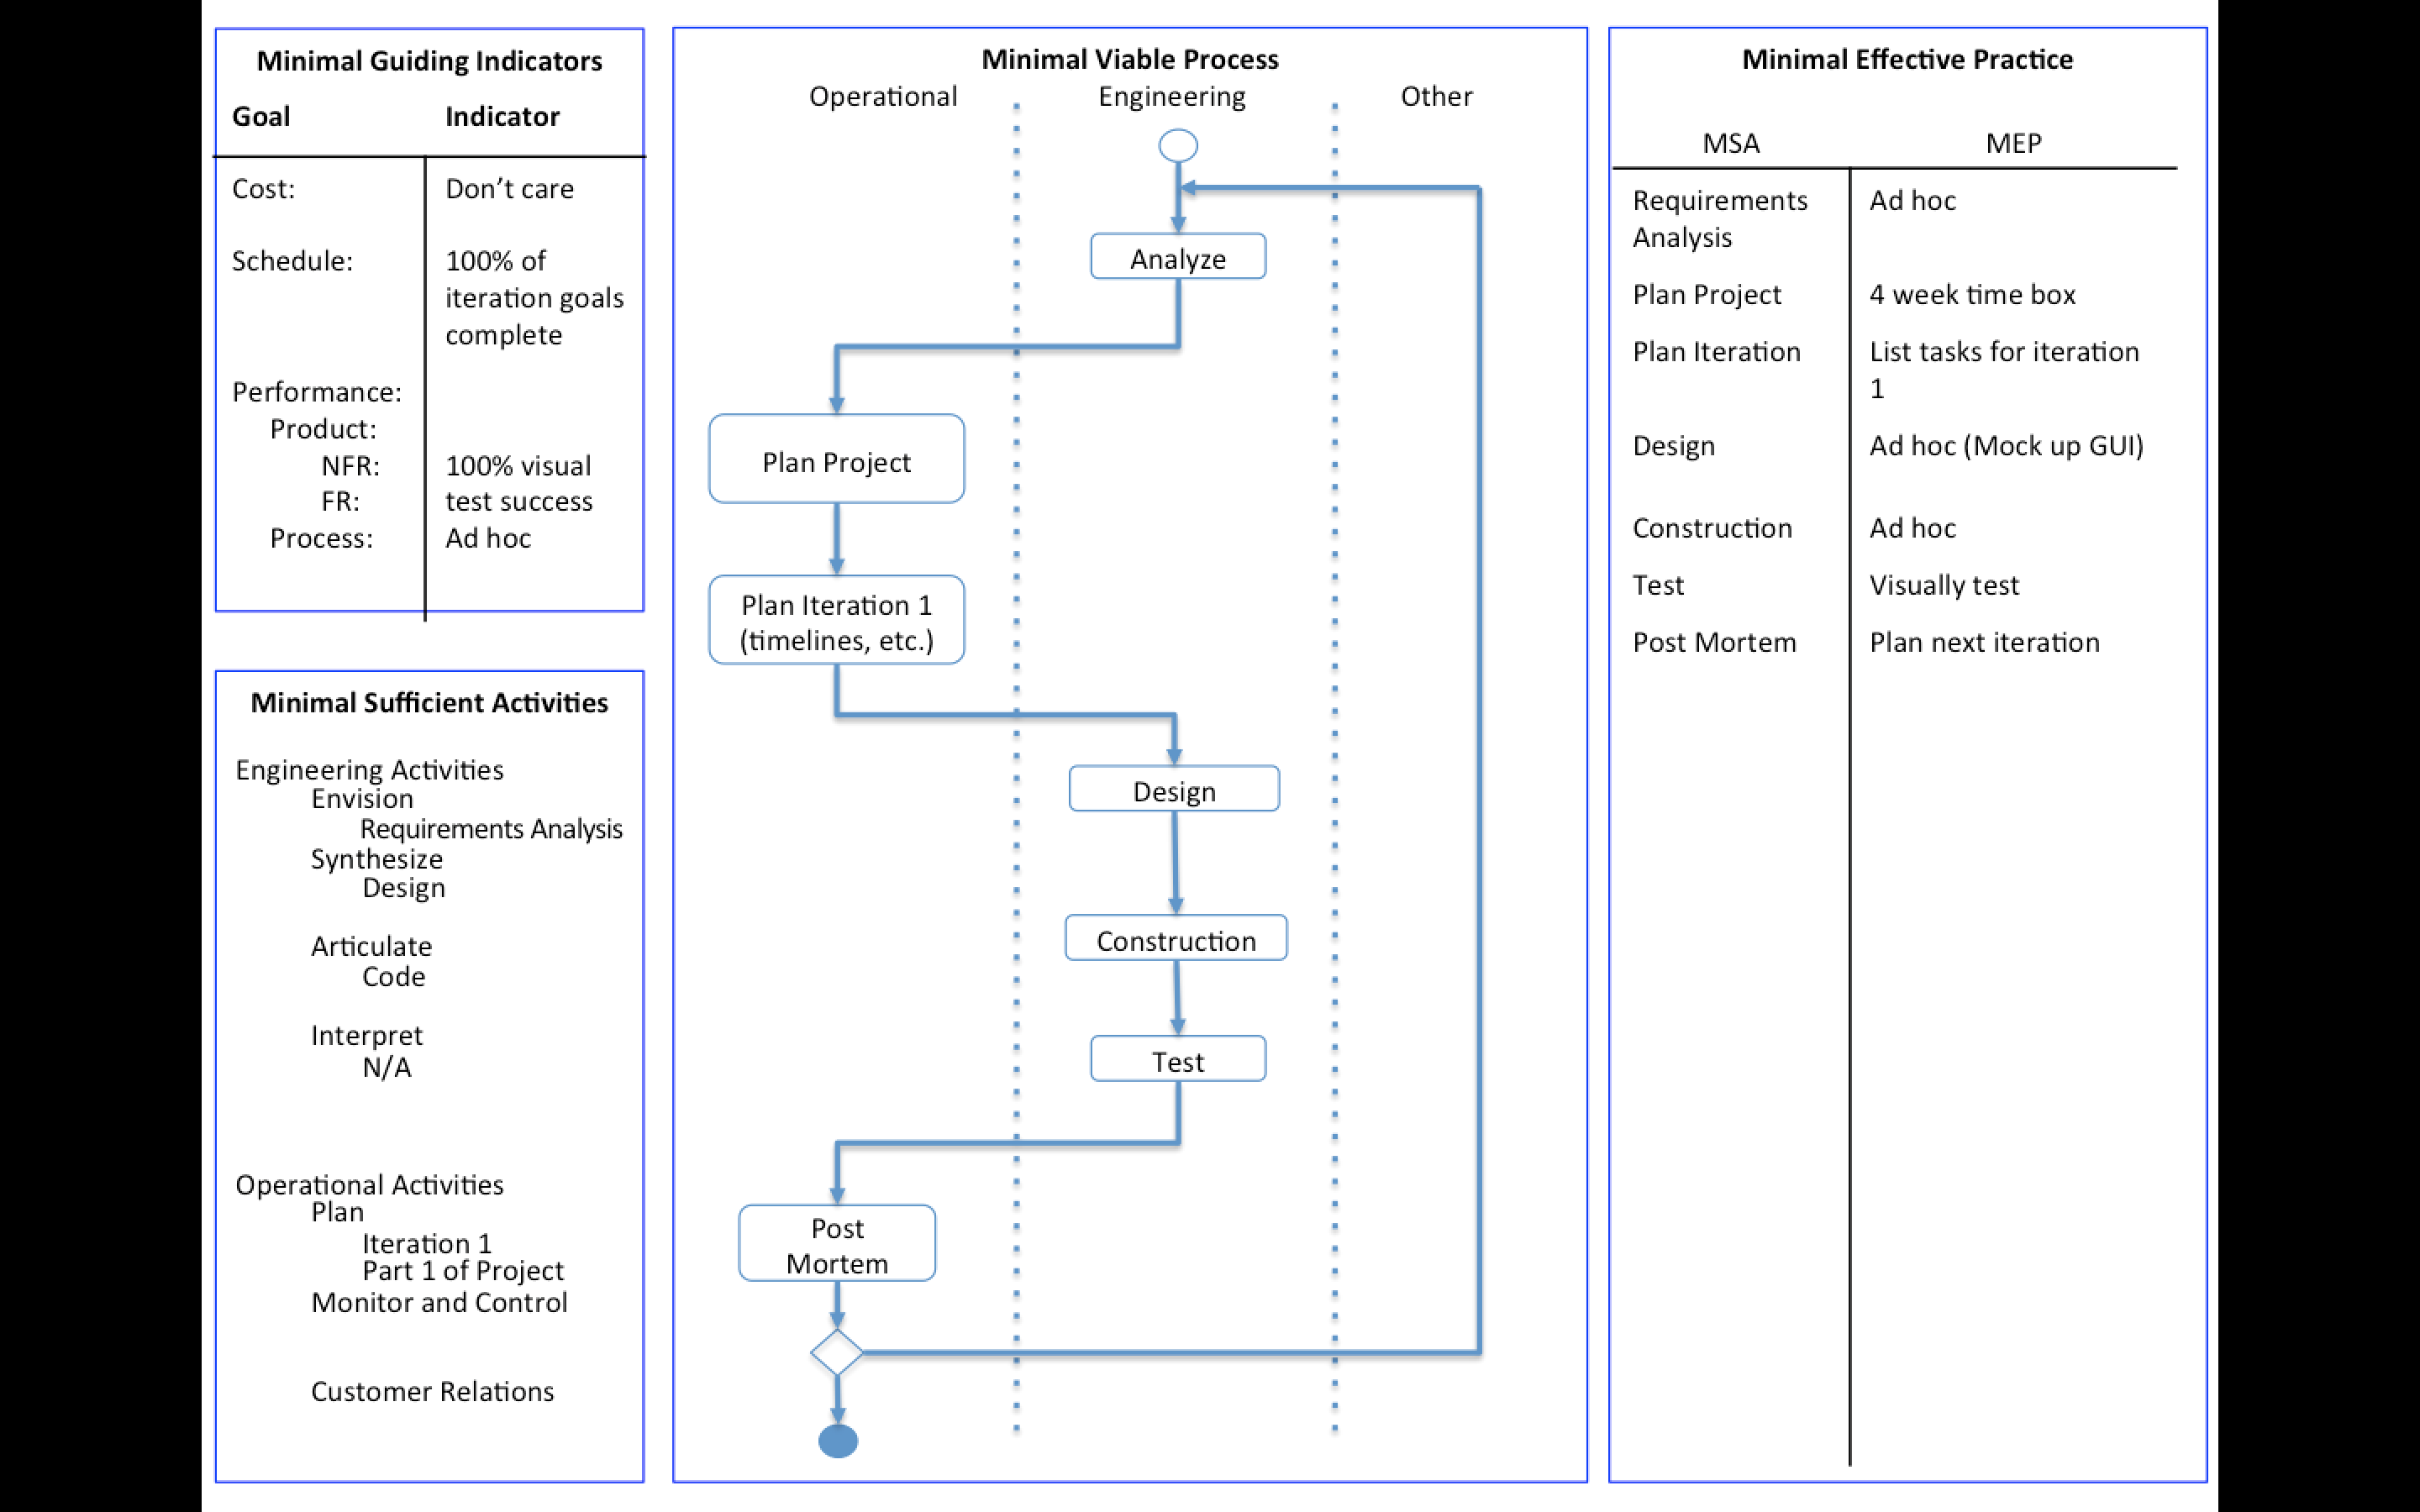 Minimal Guiding Indicators
Goal Indicator
Cost: Don’t care
Schedule: 100% of
iteration goals
complete
Performance:
Product:
NFR: 100% visual
FR: test success
Process: Ad hoc
Minimal Sufficient Activities
Engineering Activities
Envision
Requirements Analysis
Synthesize
Design
Articulate
Code
Interpret
N/A
Operational Activities
Plan
Iteration 1
Part 1 of Project
Monitor and Control
Customer Relations
Minimal Viable Process
Operational Engineering Other
Analyze
Plan Project
Plan Iteration 1
(timelines, etc.)
Design
Construction
Test
Post
Mortem
Minimal Effective Practice
MSA MEP
Requirements Ad hoc
Analysis
Plan Project 4 week time box
Plan Iteration List tasks for iteration
1
Design Ad hoc (Mock up GUI)
Construction Ad hoc
Test Visually test
Post Mortem Plan next iteration